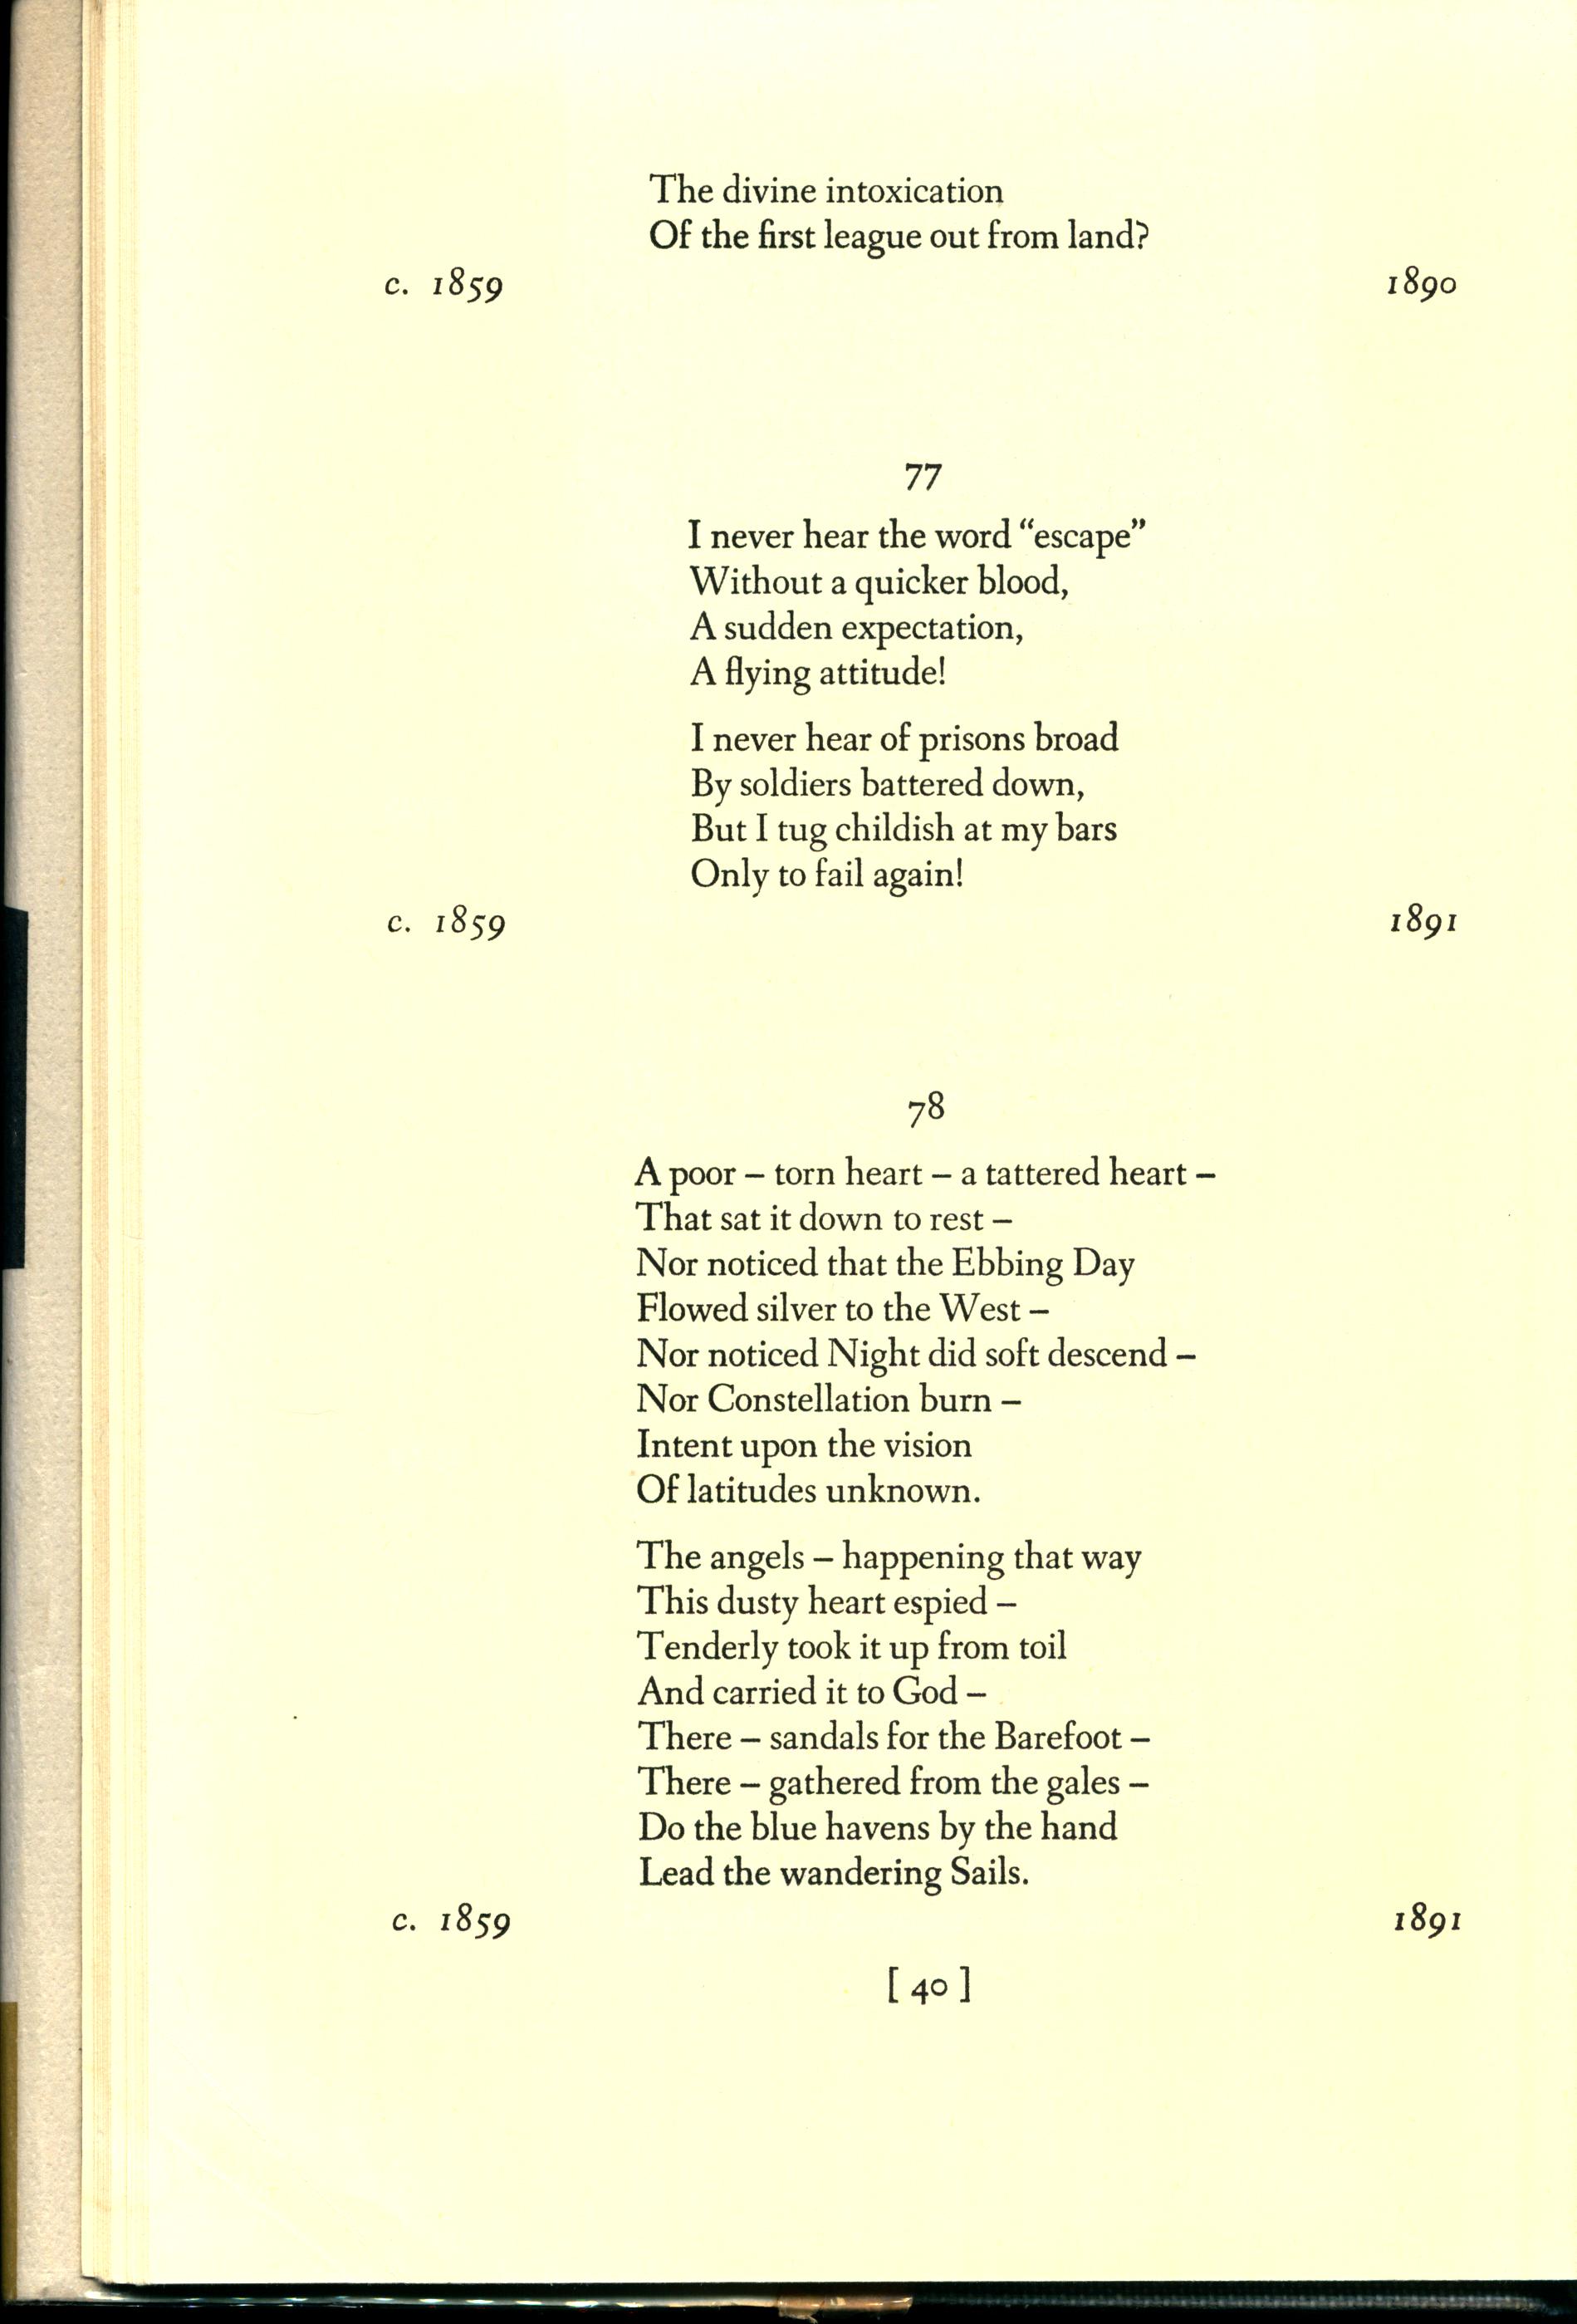 The divine intoxication
Of the first league out from land?
c. 1859 1890
77
I never hear the word “escape”
Without a quicker blood,
A sudden expectation,
A flying attitude!
I never hear of prisons broad
By soldiers battered down,
But I tug childish at my bars
Only to fail again!
c. 1859 1891
78
A poor – torn heart – a tattered heart –
That sat it down to rest –
Nor noticed that the Ebbing Day
Flowed silver to the West –
Nor noticed Night did soft descend –
Nor Constellation burn –
Intent upon the vision
Of latitudes unknown.
The angels – happening that way
This dusty heart espied –
Tenderly took it up from toil
And carried it to God –
There – sandals for the Barefoot –
There – gathered from the gales –
Do the blue havens by the hand
Lead the wandering Sails.
c. 1859 1891
[ 40 ]